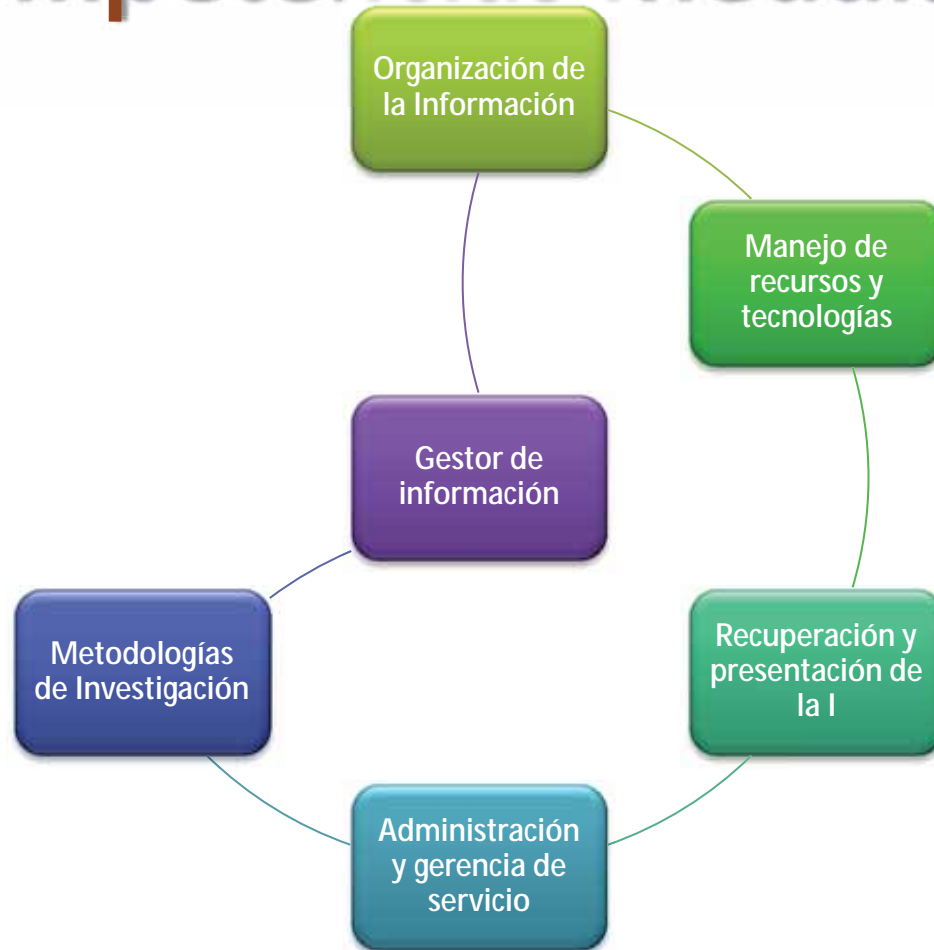 Organización de
la Información
Manejo de
recursos y
tecnologías
Recuperación y
presentación de
la I
Administración
y gerencia de
servicio
Metodologías
de Investigación
Gestor de
información